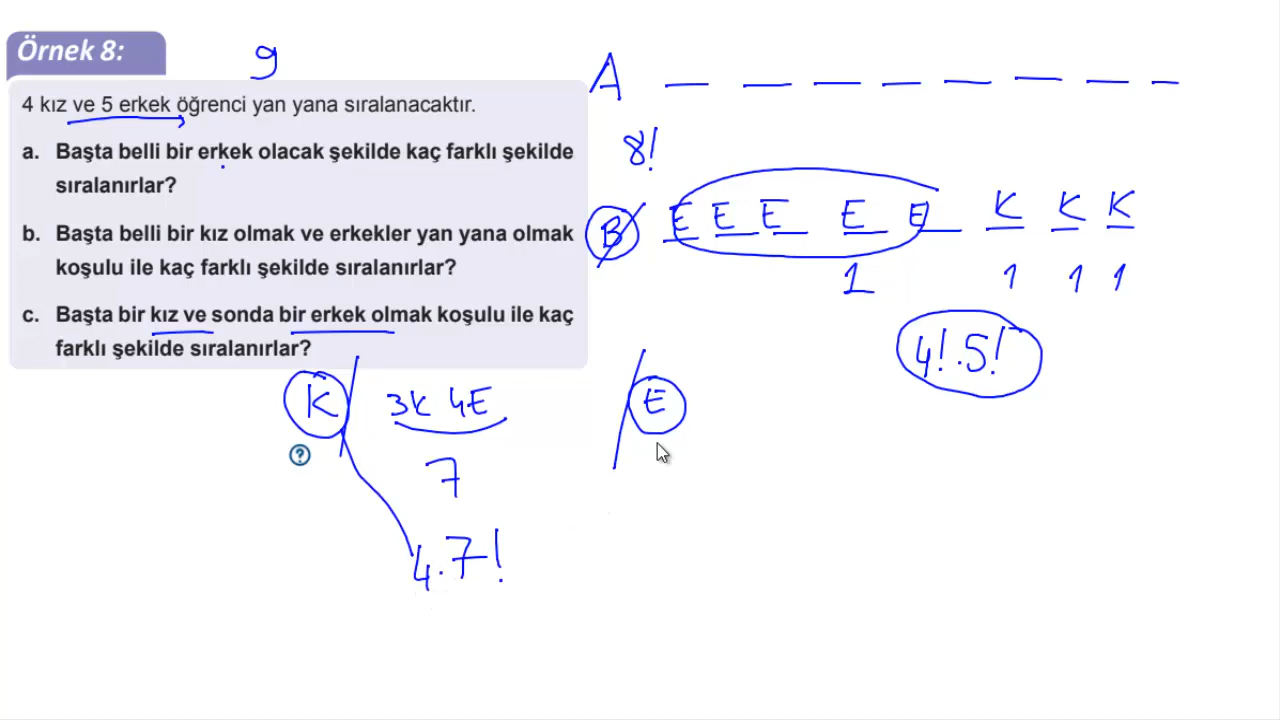 Örnek 8:
9
4 kız ve 5 erkek öğrenci yan yana sıralanacaktır.
a. Başta belli bir erkek olacak şekilde kaç farklı şekilde
sıralanırlar?
b. Başta belli bir kız olmak ve erkekler yan yana olmak
koşulu ile kaç farklı şekilde sıralanırlar?
c. Başta bir kız ve sonda bir erkek olmak koşulu ile kaç
farklı şekilde sıralanırlar?
A
8!
B E E E E E K K K
1 1 1 1
4!.5!
K 3K 4E E
?
7
4.7!